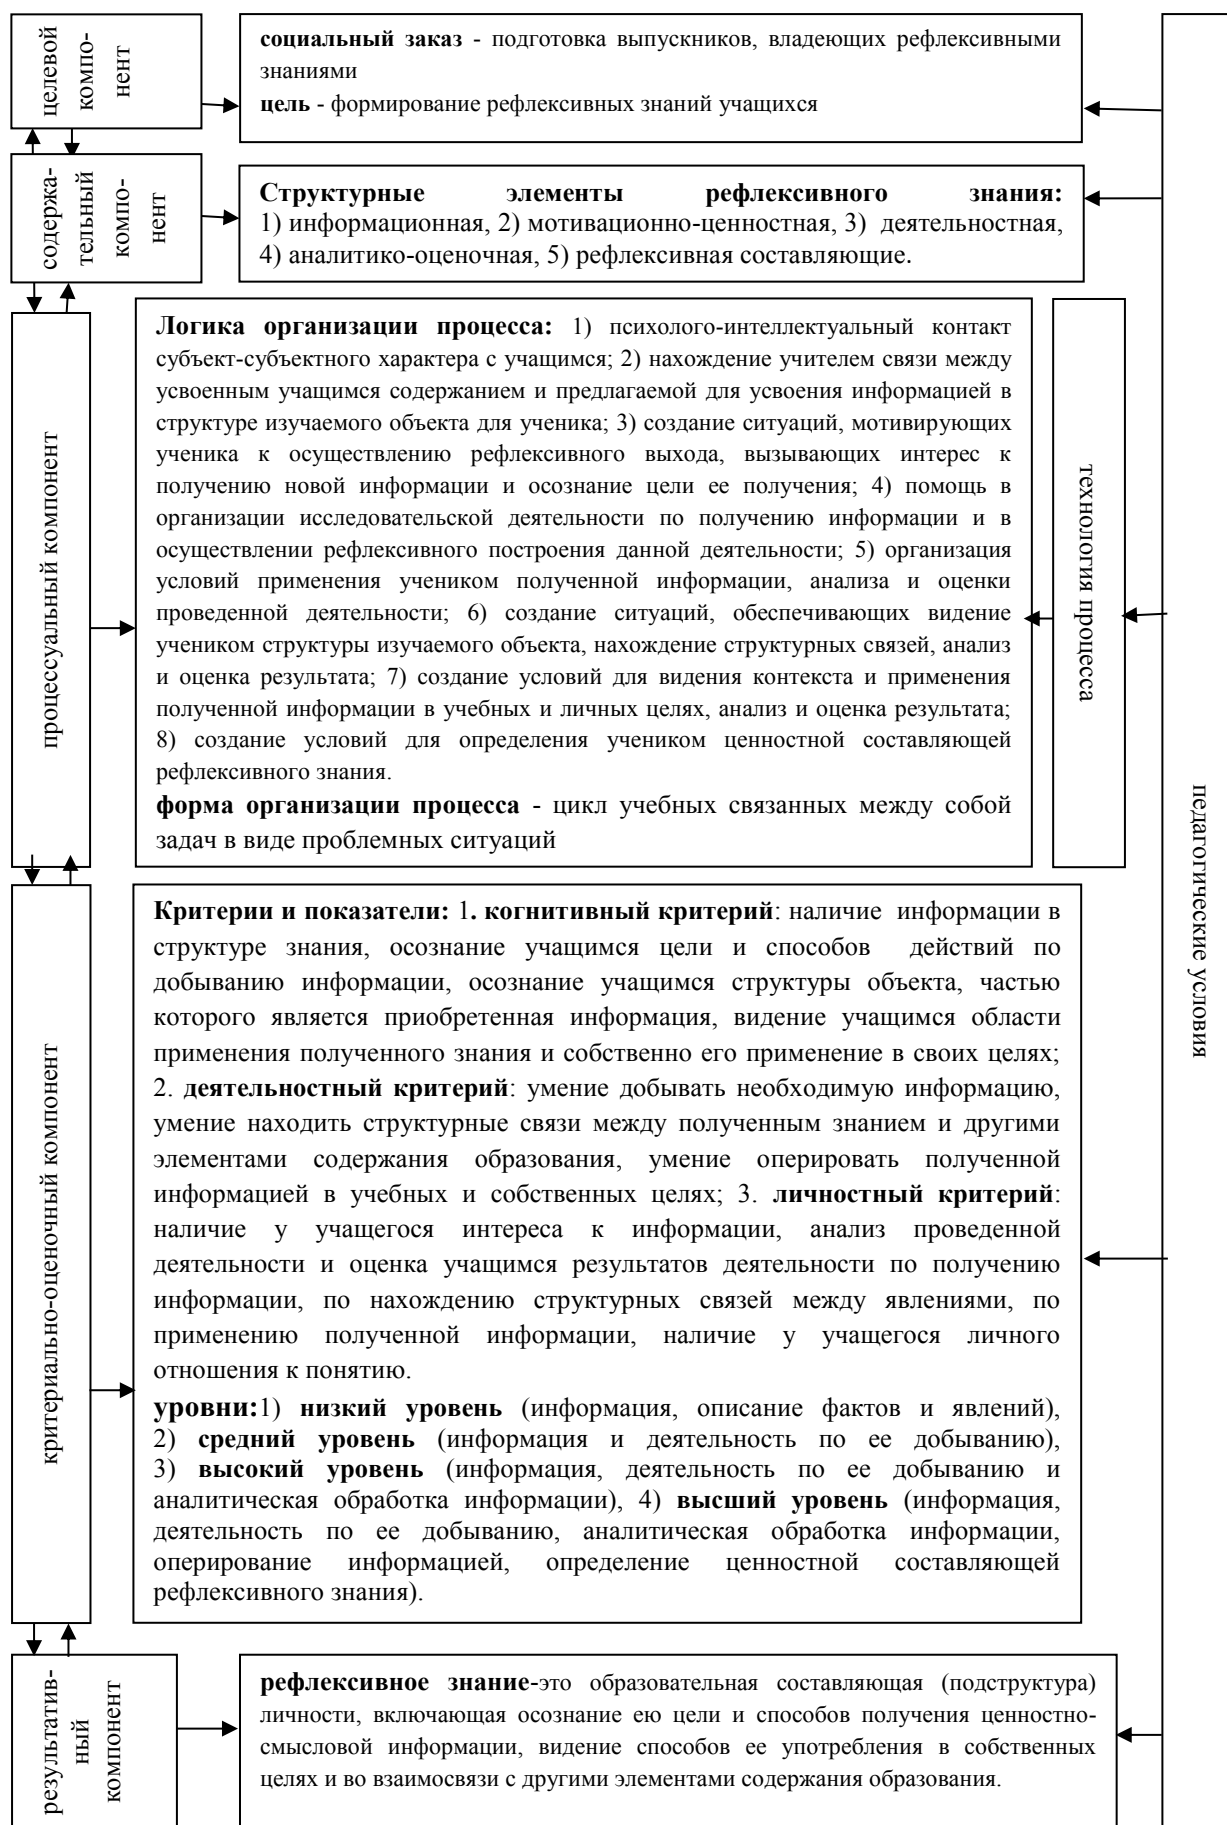 целевой
компо-
нент
социальный заказ - подготовка выпускников, владеющих рефлексивными
знаниями
цель - формирование рефлексивных знаний учащихся
содержа-
тельный
компо-
нент
Структурные элементы рефлексивного знания:
1) информационная, 2) мотивационно-ценностная, 3) деятельностная,
4) аналитико-оценочная, 5) рефлексивная составляющие.
процессуальный компонент
Логика организации процесса: 1) психолого-интеллектуальный контакт
субъект-субъектного характера с учащимся; 2) нахождение учителем связи между
усвоенным учащимся содержанием и предлагаемой для усвоения информацией в
структуре изучаемого объекта для ученика; 3) создание ситуаций, мотивирующих
ученика к осуществлению рефлексивного выхода, вызывающих интерес к
получению новой информации и осознание цели ее получения; 4) помощь в
организации исследовательской деятельности по получению информации и в
осуществлении рефлексивного построения данной деятельности; 5) организация
условий применения учеником полученной информации, анализа и оценки
проведенной деятельности; 6) создание ситуаций, обеспечивающих видение
учеником структуры изучаемого объекта, нахождение структурных связей, анализ
и оценка результата; 7) создание условий для видения контекста и применения
полученной информации в учебных и личных целях, анализ и оценка результата;
8) создание условий для определения учеником ценностной составляющей
рефлексивного знания.
форма организации процесса - цикл учебных связанных между собой
задач в виде проблемных ситуаций
технология процесса
педагогические условия
критериально-оценочный компонент
Критерии и показатели: 1. когнитивный критерий: наличие информации в
структуре знания, осознание учащимся цели и способов действий по
добыванию информации, осознание учащимся структуры объекта, частью
которого является приобретенная информация, видение учащимся области
применения полученного знания и собственно его применение в своих целях;
2. деятельностный критерий: умение добывать необходимую информацию,
умение находить структурные связи между полученным знанием и другими
элементами содержания образования, умение оперировать полученной
информацией в учебных и собственных целях; 3. личностный критерий:
наличие у учащегося интереса к информации, анализ проведенной
деятельности и оценка учащимся результатов деятельности по получению
информации, по нахождению структурных связей между явлениями, по
применению полученной информации, наличие у учащегося личного
отношения к понятию.
уровни:1) низкий уровень (информация, описание фактов и явлений),
2) средний уровень (информация и деятельность по ее добыванию),
3) высокий уровень (информация, деятельность по ее добыванию и
аналитическая обработка информации), 4) высший уровень (информация,
деятельность по ее добыванию, аналитическая обработка информации,
оперирование информацией, определение ценностной составляющей
рефлексивного знания).
результатив-
ный
компонент
рефлексивное знание-это образовательная составляющая (подструктура)
личности, включающая осознание ею цели и способов получения ценностно-
смысловой информации, видение способов ее употребления в собственных
целях и во взаимосвязи с другими элементами содержания образования.